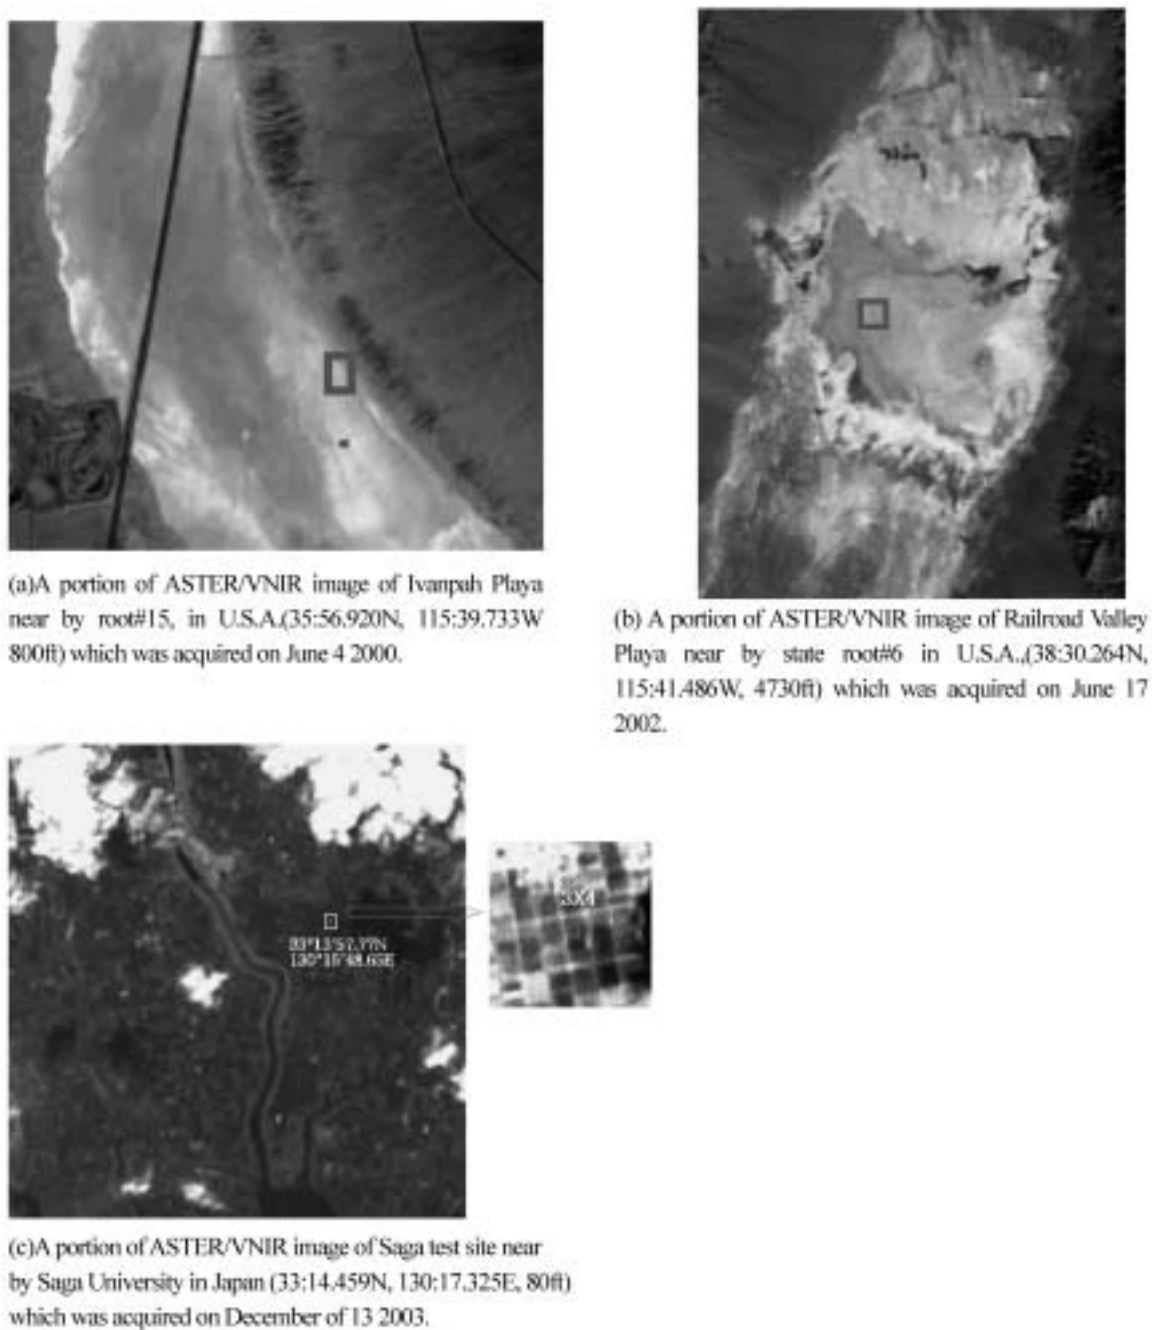 (a)A portion of ASTER/VNIR image of Ivanpah Playa
near by root#15, in U.S.A.(35:56.920N, 115:39.733W
800ft) which was acquired on June 4 2000.
(b) A portion of ASTER/VNIR image of Railroad Valley
Playa near by state root#6 in U.S.A.,(38:30.264N,
115:41.486W, 4730ft) which was acquired on June 17
2002.
3X4
(c)A portion of ASTER/VNIR image of Saga test site near
by Saga University in Japan (33:14.459N, 130:17.325E, 80ft)
which was acquired on December of 13 2003.